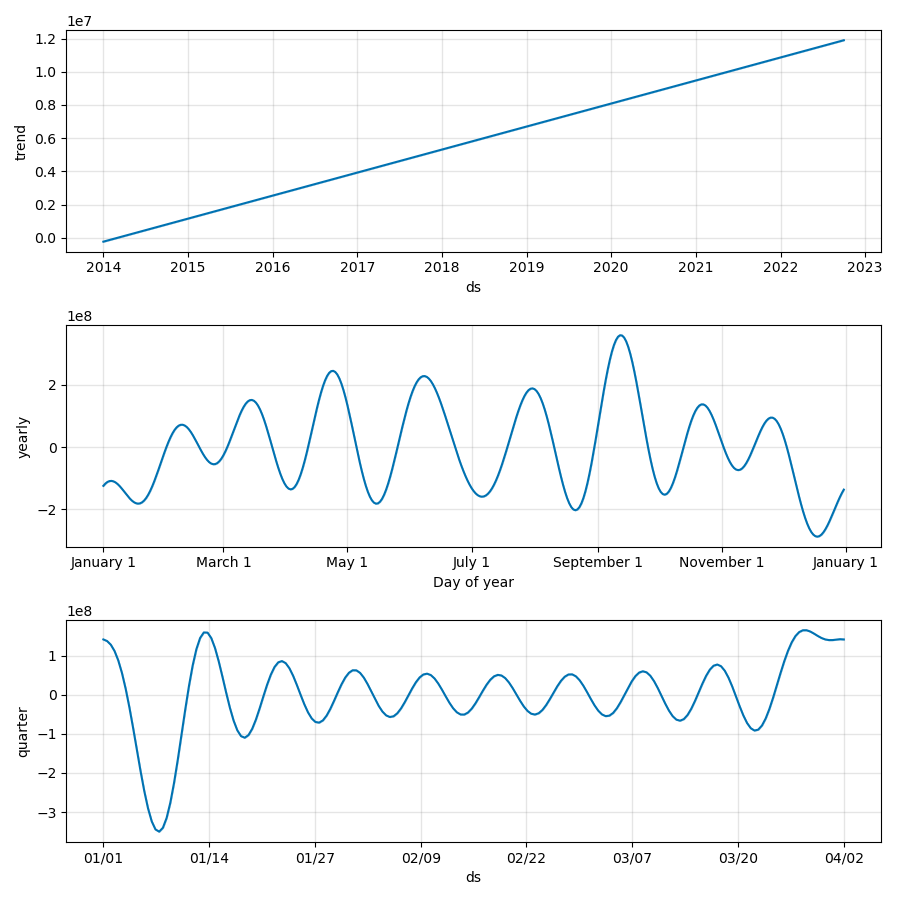 1e7
1.2
1.0
0.8
0.6
0.4
0.2
0.0
trend
2014 2015 2016 2017 2018 2019 2020 2021 2022 2023
ds
1e8
2
0
−2
yearly
January 1 March 1 May 1 July 1 September 1 November 1 January 1
Day of year
1e8
1
0
−1
−2
−3
quarter
01/01 01/14 01/27 02/09 02/22 03/07 03/20 04/02
ds